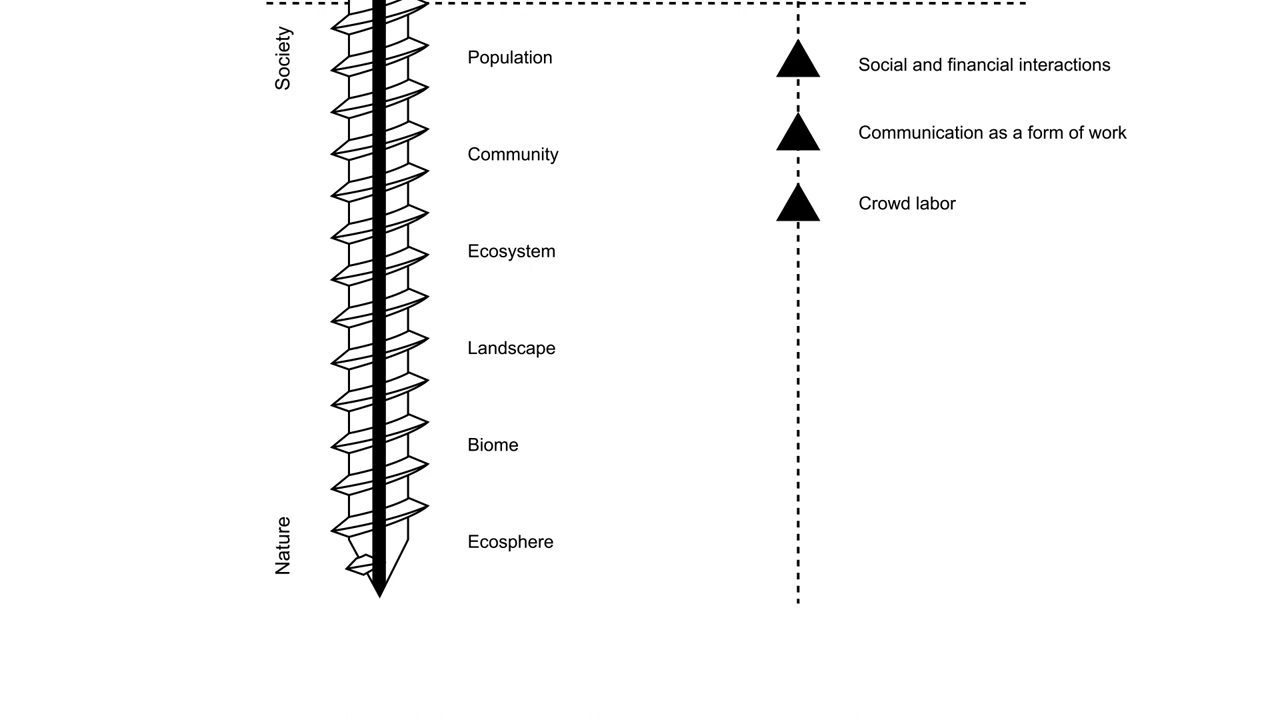 Society
Population
Community
Ecosystem
Landscape
Biome
Nature
Ecosphere
Social and financial interactions
Communication as a form of work
Crowd labor